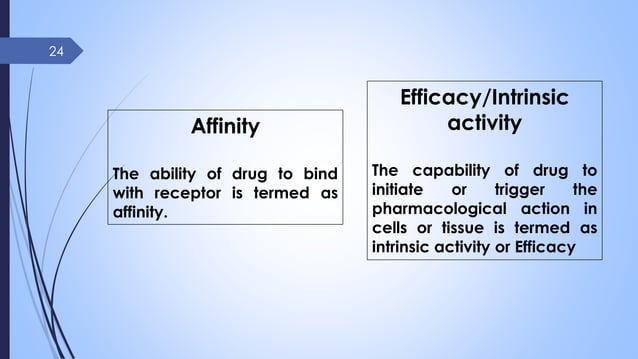 24
Affinity
The ability of drug to bind
with receptor is termed as
affinity.
Efficacy/Intrinsic
activity
The capability of drug to
initiate or trigger the
pharmacological action in
cells or tissue is termed as
intrinsic activity or Efficacy